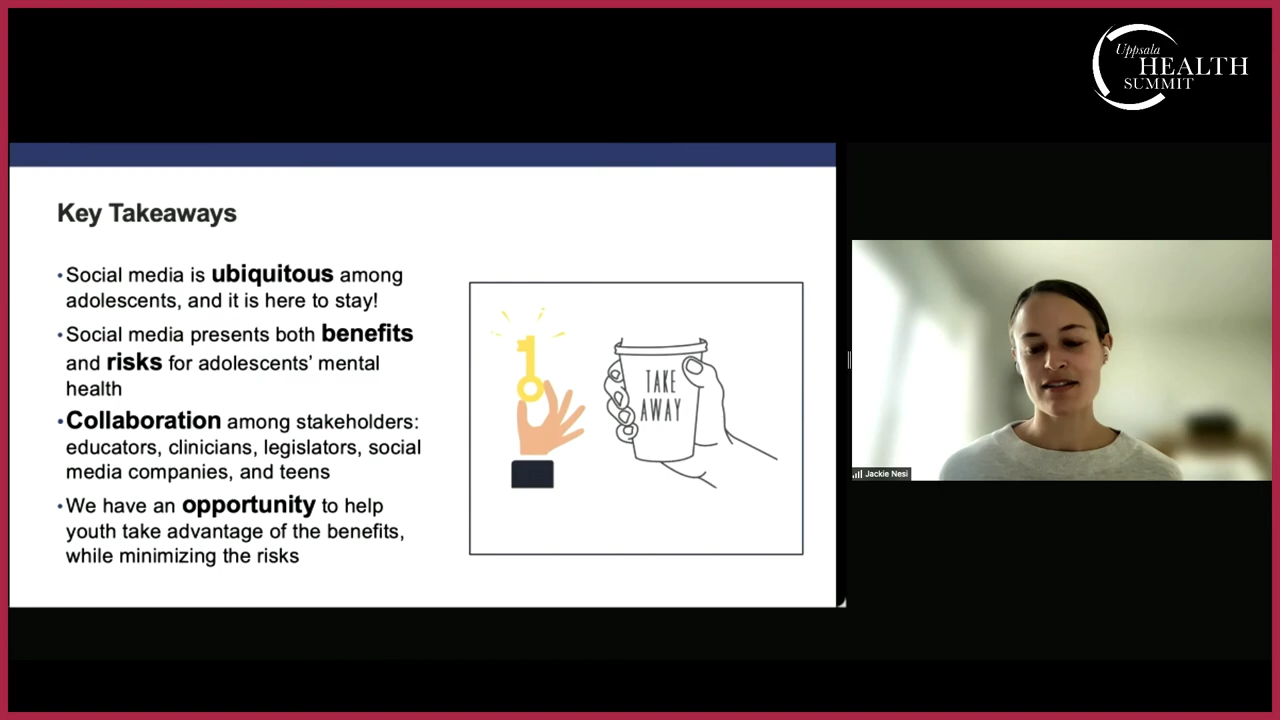 Uppsala
HEALTH
SUMMIT
Key Takeaways
•Social media is ubiquitous among
adolescents, and it is here to stay!
•Social media presents both benefits
and risks for adolescents’ mental
health
•Collaboration among stakeholders:
educators, clinicians, legislators, social
media companies, and teens
•We have an opportunity to help
youth take advantage of the benefits,
while minimizing the risks
TAKE
AWAY
Jackie Nesi